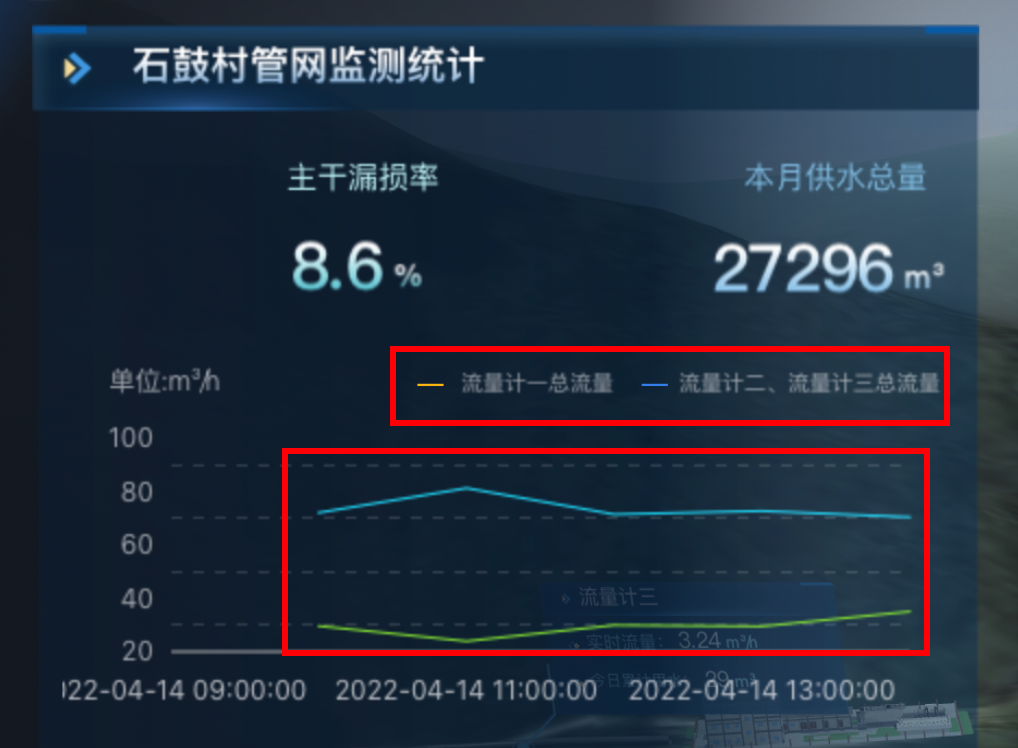 石鼓村管网监测统计
主干漏损率 本月供水总量
8.6 % 27296 m³
单位:m³/h 流量计一总流量 流量计二、流量计三总流量
100
80
60
40
流量计三
实时流量: 3.24 m³/h
20
今日累计用水: 29 m³
022-04-14 09:00:00 2022-04-14 11:00:00 2022-04-14 13:00:00